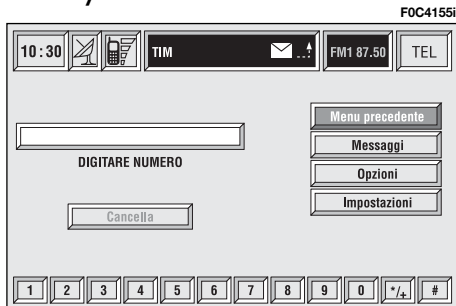 F0C4155i
10:30 TIM FM1 87.50 TEL
Menu precedente
Messaggi
DIGITARE NUMERO
Opzioni
Cancella
Impostazioni
1 2 3 4 5 6 7 8 9 0 */+ #